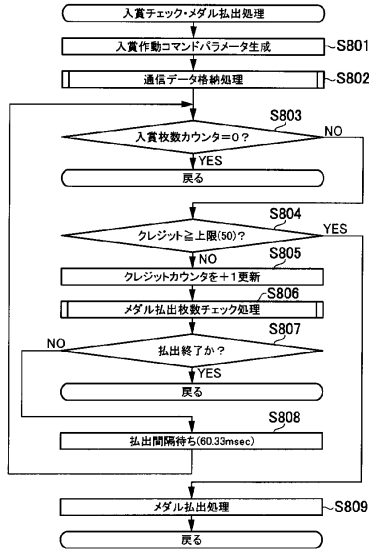 入賞チェック・メダル払出処理
入賞作動コマンドパラメータ生成 S801
通信データ格納処理 S802
S803
入賞枚数カウンタ=0? NO
YES
戻る
S804
クレジット≧上限(50)? YES
NO S805
クレジットカウンタを+1更新
S806
メダル払出枚数チェック処理
S807
NO 払出終了か?
YES
戻る
S808
払出間隔待ち(60.33msec)
メダル払出処理 S809
戻る